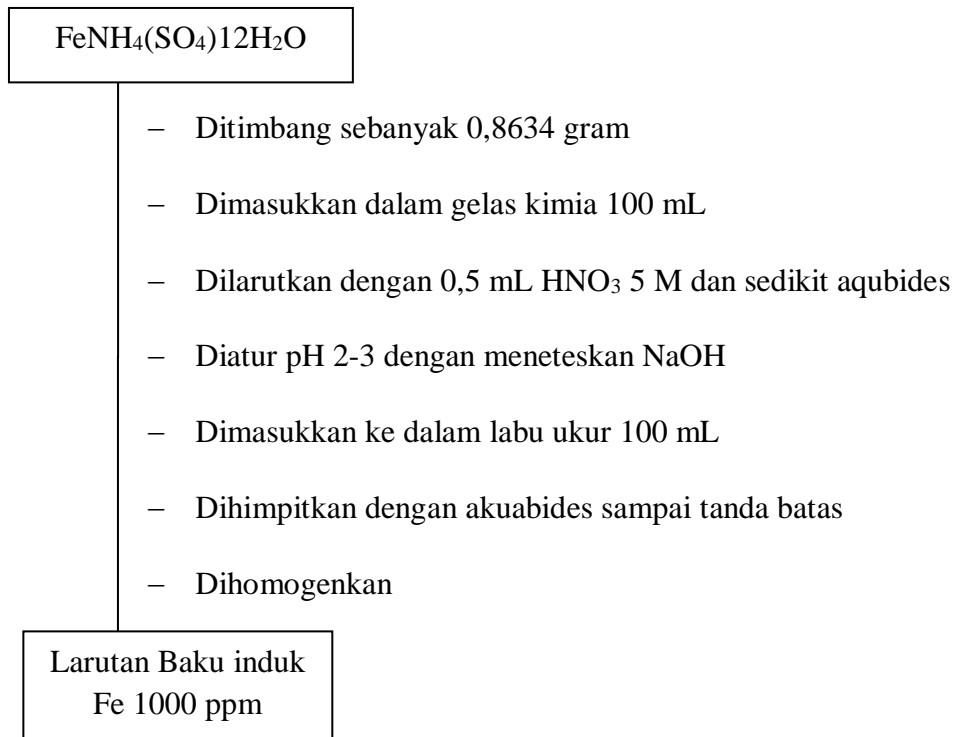 FeNH₄(SO₄)12H₂O
– Ditimbang sebanyak 0,8634 gram
– Dimasukkan dalam gelas kimia 100 mL
– Dilarutkan dengan 0,5 mL HNO₃ 5 M dan sedikit aqubides
– Diatur pH 2-3 dengan meneteskan NaOH
– Dimasukkan ke dalam labu ukur 100 mL
– Dihimpitkan dengan akuabides sampai tanda batas
– Dihomogenkan
Larutan Baku induk
Fe 1000 ppm